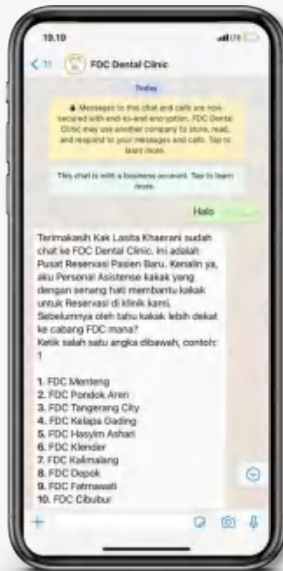 19.10
LTE
11
FDC Dental Clinic
Today
Messages to this chat and calls are now
secured with end-to-end encryption. FDC Dental
Clinic may use another company to store, read,
and respond to your messages and calls. Tap to
learn more.
This chat is with a business account. Tap to learn
more.
Halo
Terimakasih Kak Lasita Khaerani sudah
chat ke FDC Dental Clinic. Ini adalah
Pusat Reservasi Pasien Baru. Kenalin ya,
aku Personal Asistense kakak yang
dengan senang hati membantu kakak
untuk Reservasi di klinik kami.
Sebelumnya oleh tahu kakak lebih dekat
ke cabang FDC mana?
Ketik salah satu angka dibawah, contoh:
1
1. FDC Menteng
2. FDC Pondok Aren
3. FDC Tangerang City
4. FDC Kelapa Gading
5. FDC Hasyim Ashari
6. FDC Klender
7. FDC Kalimalang
8. FDC Depok
9. FDC Fatmawati
10. FDC Cibubur